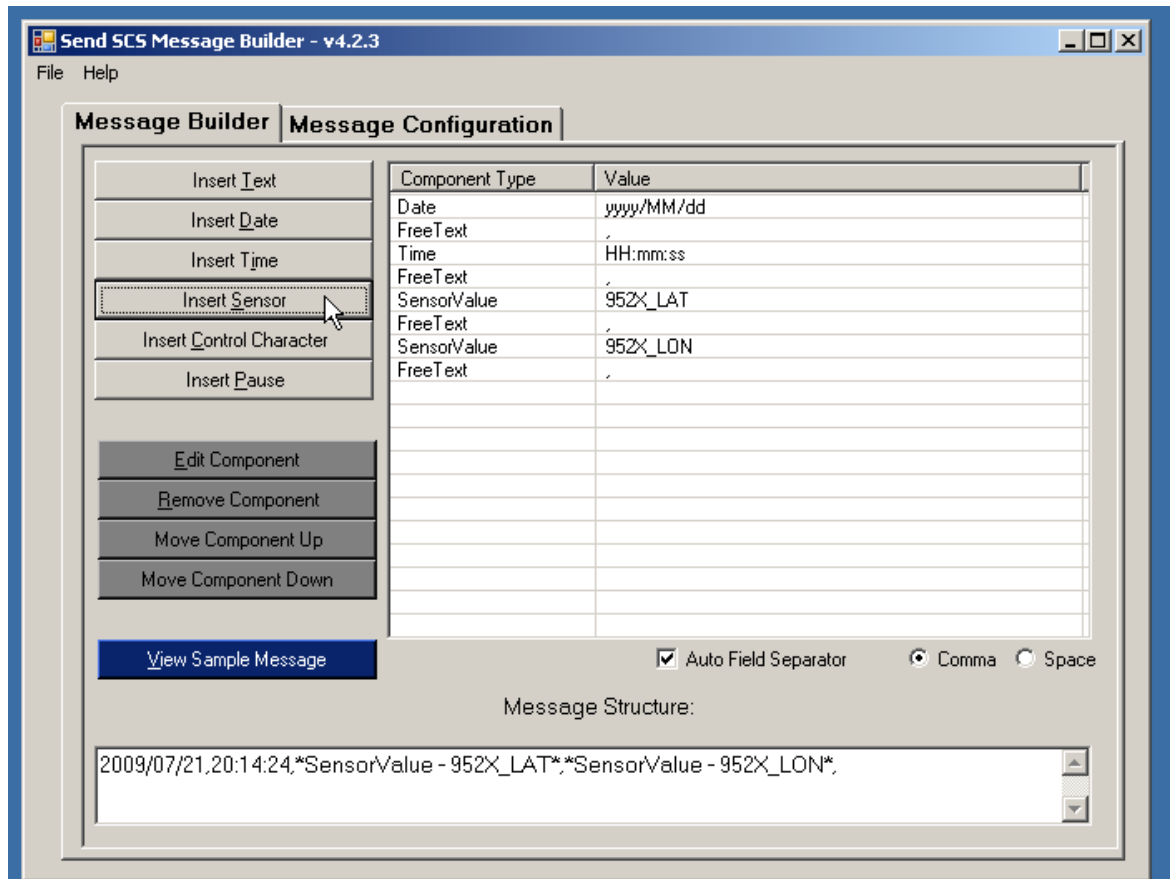 Send SCS Message Builder - v4.2.3
File Help
Message Builder Message Configuration
Insert Text
Insert Date
Insert Time
Insert Sensor
Insert Control Character
Insert Pause
Edit Component
Remove Component
Move Component Up
Move Component Down
View Sample Message
Component Type Value
Date yyyy/MM/dd
FreeText ,
Time HH:mm:ss
FreeText ,
SensorValue 952X_LAT
FreeText ,
SensorValue 952X_LON
FreeText ,
Auto Field Separator Comma Space
Message Structure:
2009/07/21,20:14:24,*SensorValue - 952X_LAT*,*SensorValue - 952X_LON*,